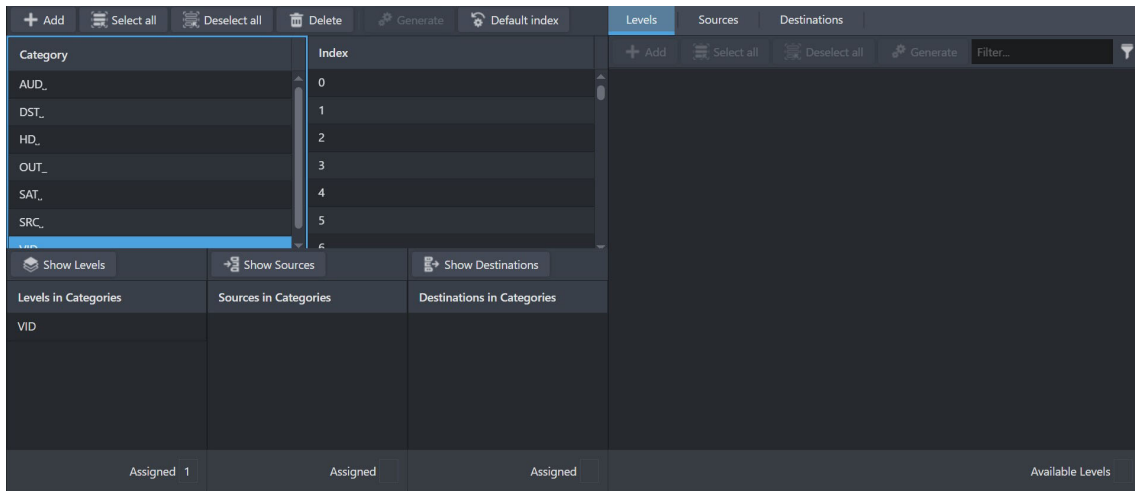 Add Select all Deselect all Delete Generate Default index Levels Sources Destinations
Category Index Add Select all Deselect all Generate Filter...
AUD_ 0
DST_ 1
HD_ 2
OUT_ 3
SAT_ 4
SRC_ 5
VID 6
Show Levels Show Sources Show Destinations
Levels in Categories Sources in Categories Destinations in Categories
VID
Assigned 1 Assigned Assigned Available Levels